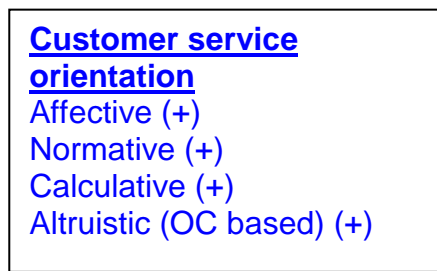 Customer service
orientation
Affective (+)
Normative (+)
Calculative (+)
Altruistic (OC based) (+)